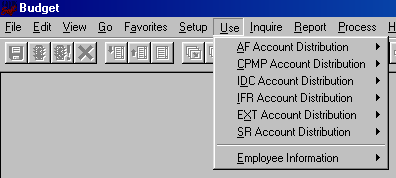 Budget
File Edit View Go Favorites Setup Use Inquire Report Process H
AF Account Distribution
CPMP Account Distribution
IDC Account Distribution
IFR Account Distribution
EXT Account Distribution
SR Account Distribution
Employee Information